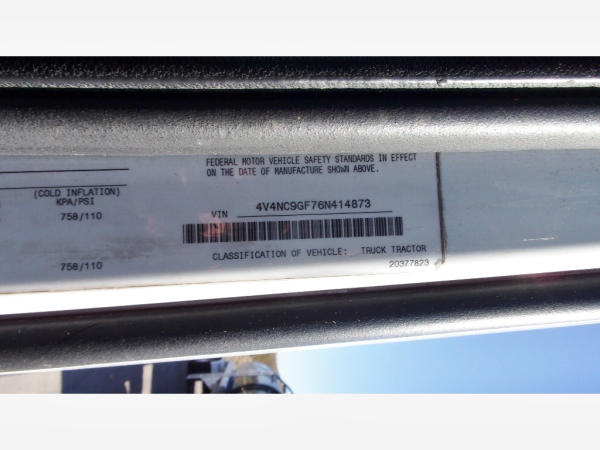 FEDERAL MOTOR VEHICLE SAFETY STANDARDS IN EFFECT
ON THE DATE OF MANUFACTURE SHOWN ABOVE.
(COLD INFLATION)
KPA/PSI
758/110
758/110
VIN 4V4NC9GF76N414873
CLASSIFICATION OF VEHICLE: TRUCK TRACTOR
20377823